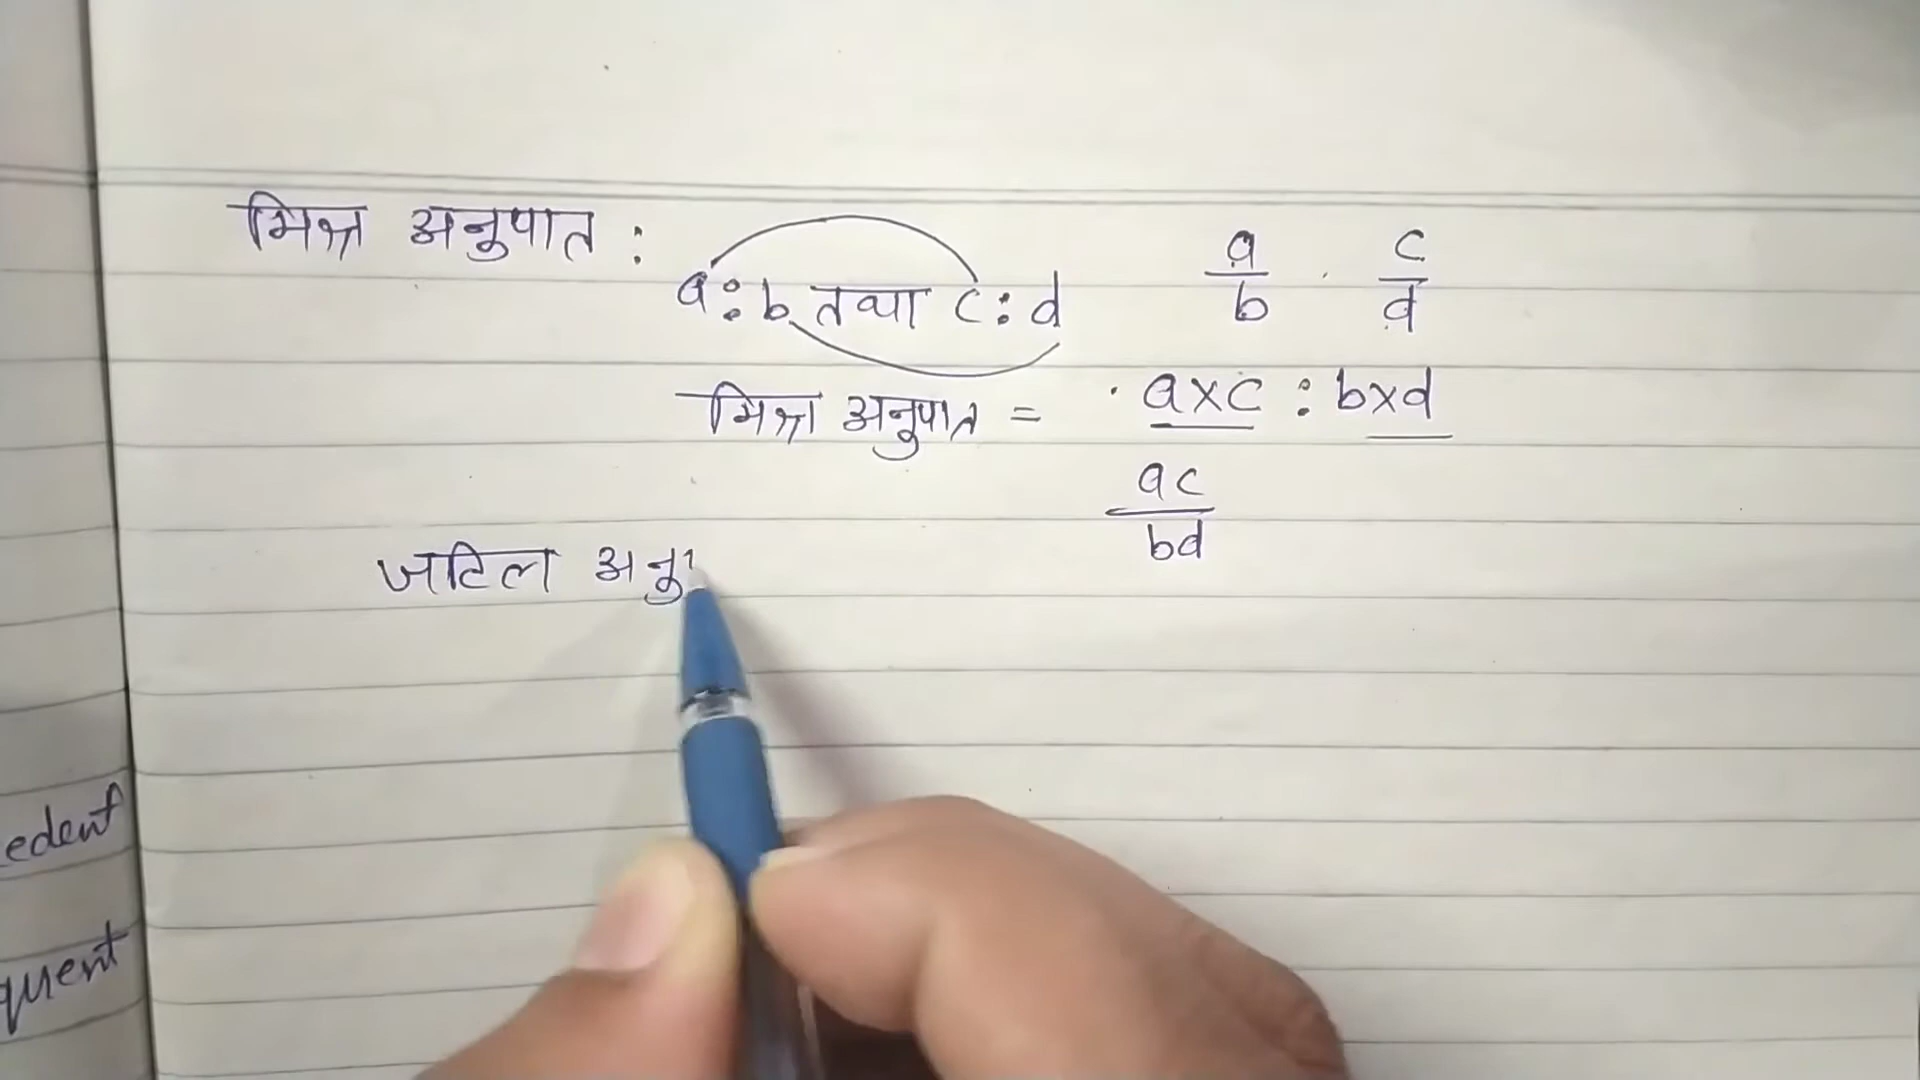 मिश्र अनुपात :
a : b तथा c : d
a/b c/d
मिश्र अनुपात = a×c : b×d
ac/bd
जटिल अनु
edent
quent